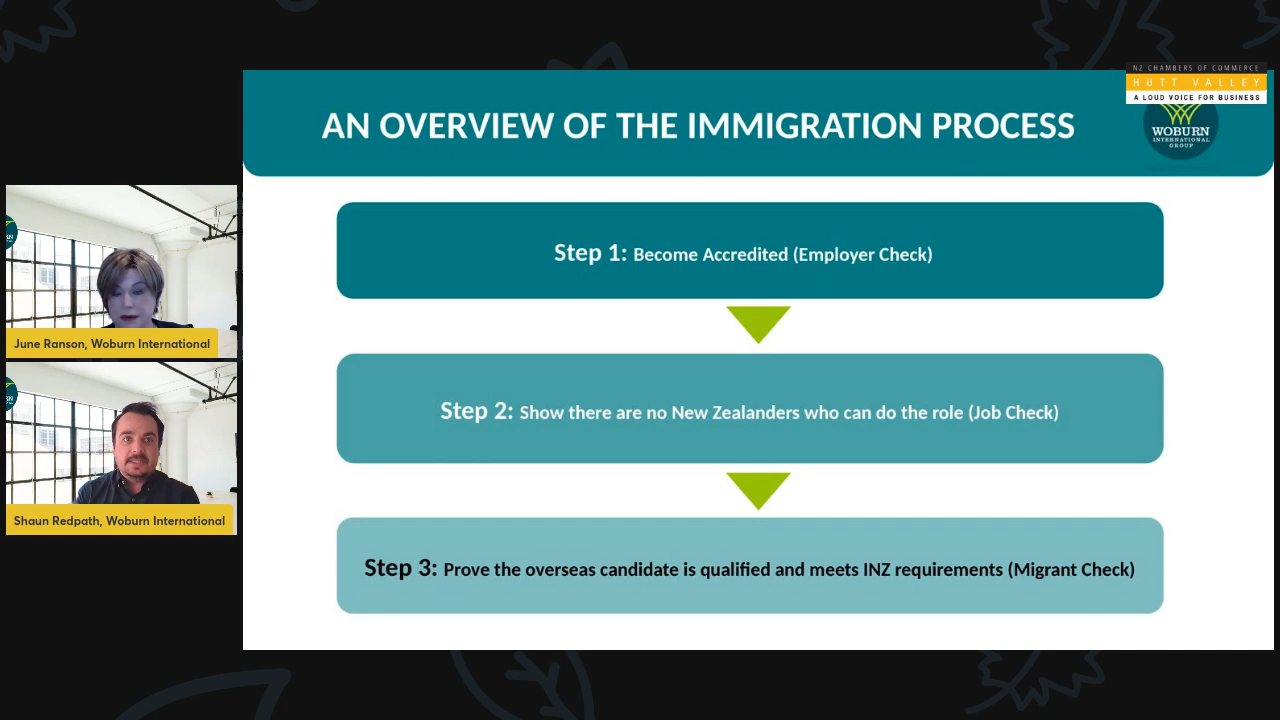 NZ CHAMBERS OF COMMERCE
HUTT VALLEY
A LOUD VOICE FOR BUSINESS
AN OVERVIEW OF THE IMMIGRATION PROCESS
WOBURN
INTERNATIONAL
GROUP
Step 1: Become Accredited (Employer Check)
Step 2: Show there are no New Zealanders who can do the role (Job Check)
Step 3: Prove the overseas candidate is qualified and meets INZ requirements (Migrant Check)
June Ranson, Woburn International
Shaun Redpath, Woburn International